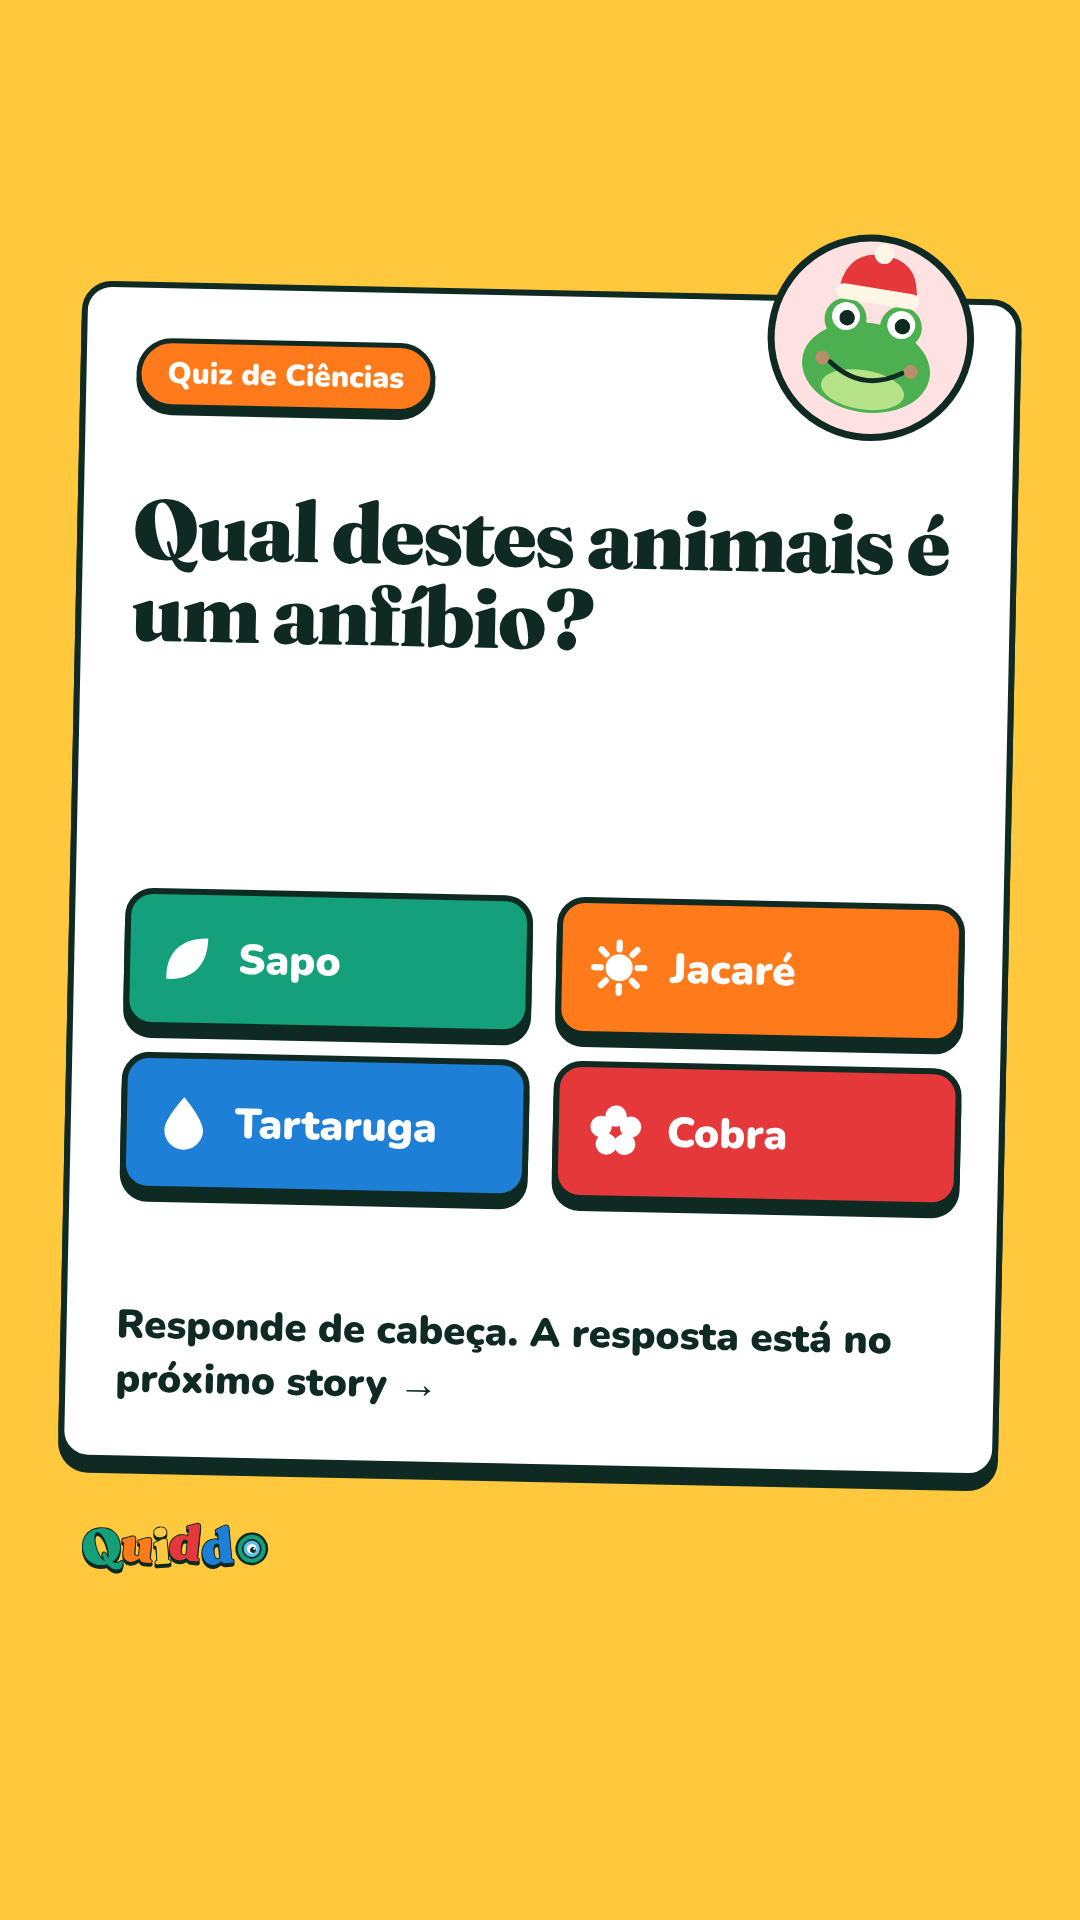 Quiz de Ciências
Qual destes animais é
um anfíbio?
Sapo
Jacaré
Tartaruga
Cobra
Responde de cabeça. A resposta está no
próximo story →
Quiddo